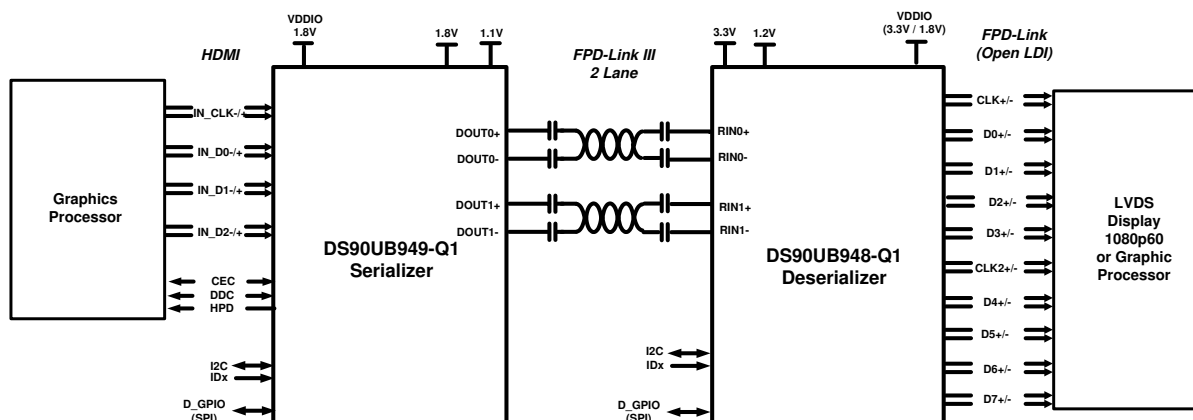 VDDIO
1.8V
HDMI
1.8V
1.1V
FPD-Link III
2 Lane
3.3V
1.2V
VDDIO
(3.3V / 1.8V)
FPD-Link
(Open LDI)
Graphics
Processor
IN_CLK-/+
IN_D0-/+
IN_D1-/+
IN_D2-/+
CEC
DDC
HPD
I2C
IDx
D_GPIO
(SPI)
DOUT0+
DOUT0-
DOUT1+
DOUT1-
DS90UB949-Q1
Serializer
RIN0+
RIN0-
RIN1+
RIN1-
DS90UB948-Q1
Deserializer
I2C
IDx
D_GPIO
(SPI)
CLK+/-
D0+/-
D1+/-
D2+/-
D3+/-
CLK2+/-
D4+/-
D5+/-
D6+/-
D7+/-
LVDS
Display
1080p60
or Graphic
Processor